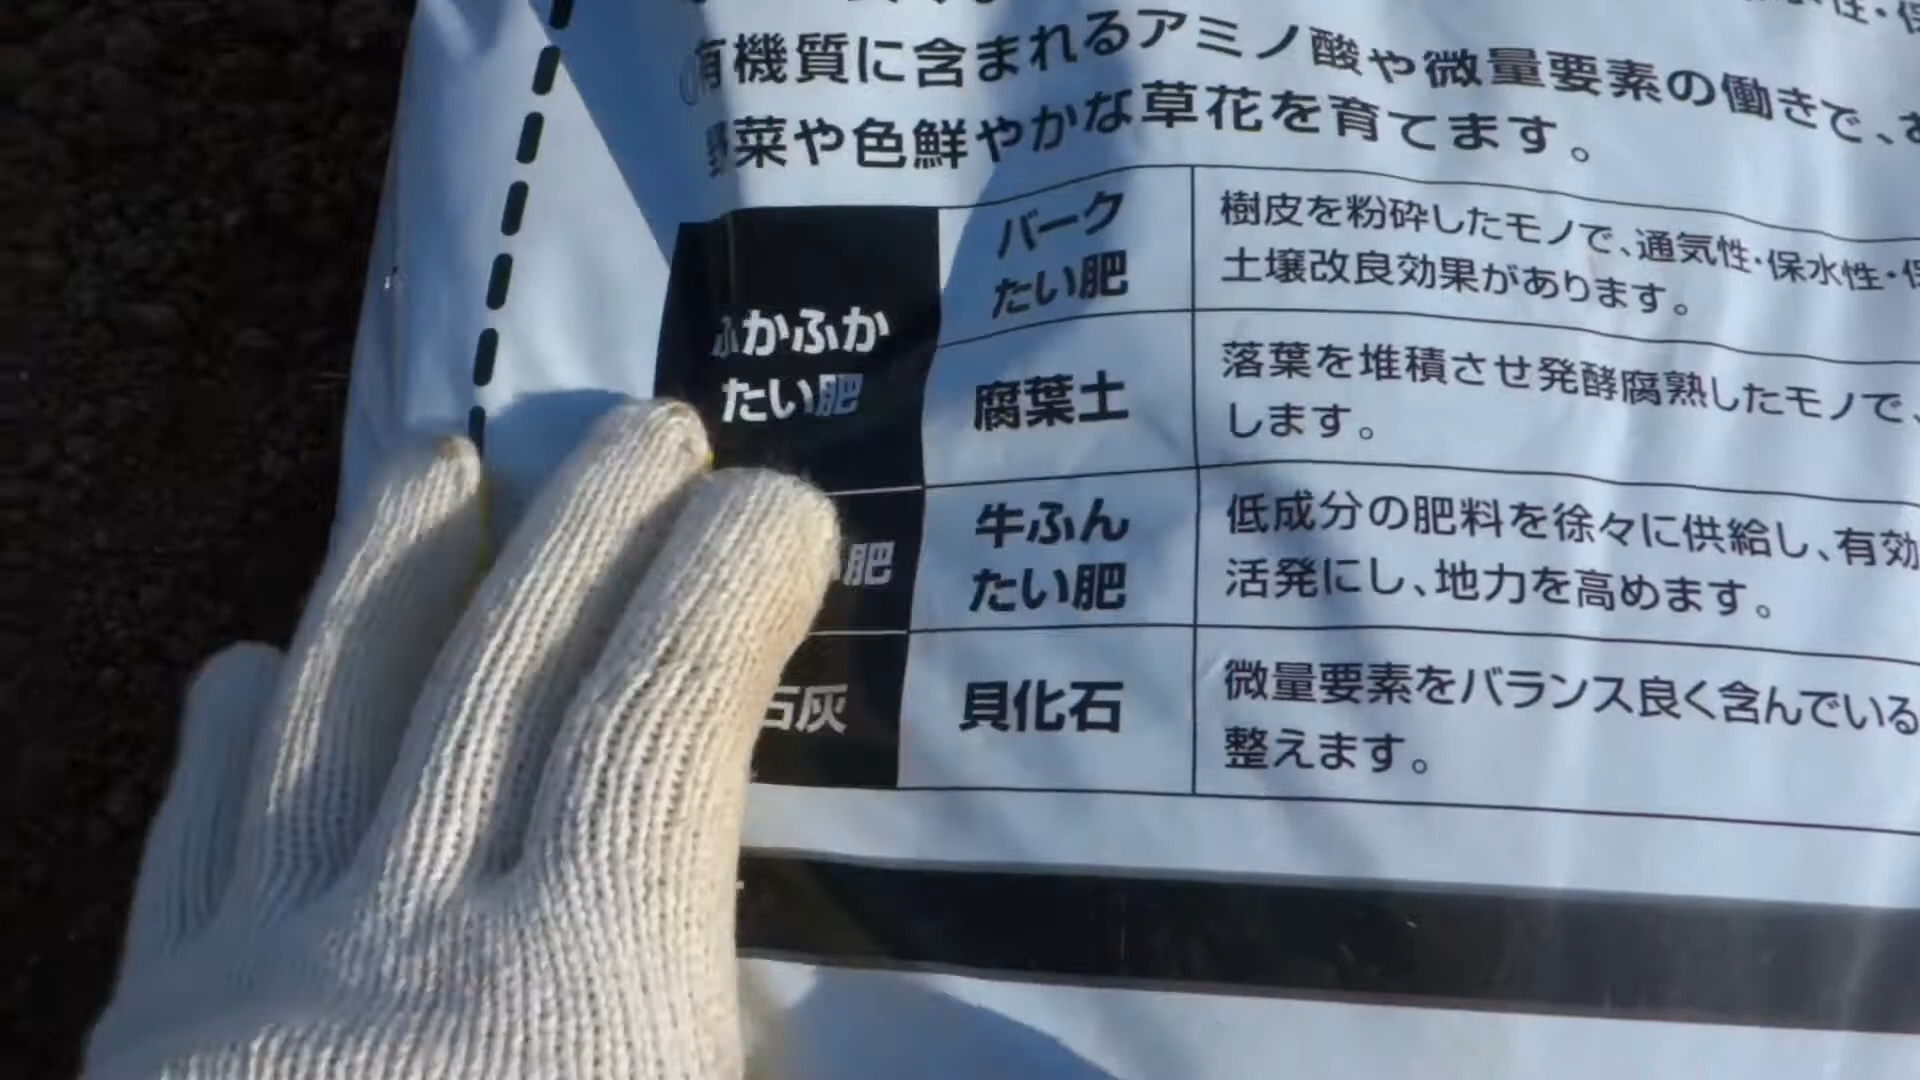 有機質に含まれるアミノ酸や微量要素の働きで、
野菜や色鮮やかな草花を育てます。
ふかふか
たい肥
バーク
たい肥
樹皮を粉砕したモノで、通気性・保水性・
土壌改良効果があります。
腐葉土
落葉を堆積させ発酵腐熟したモノで、
します。
肥
牛ふん
たい肥
低成分の肥料を徐々に供給し、有効
活発にし、地力を高めます。
石灰
貝化石
微量要素をバランス良く含んでいる
整えます。